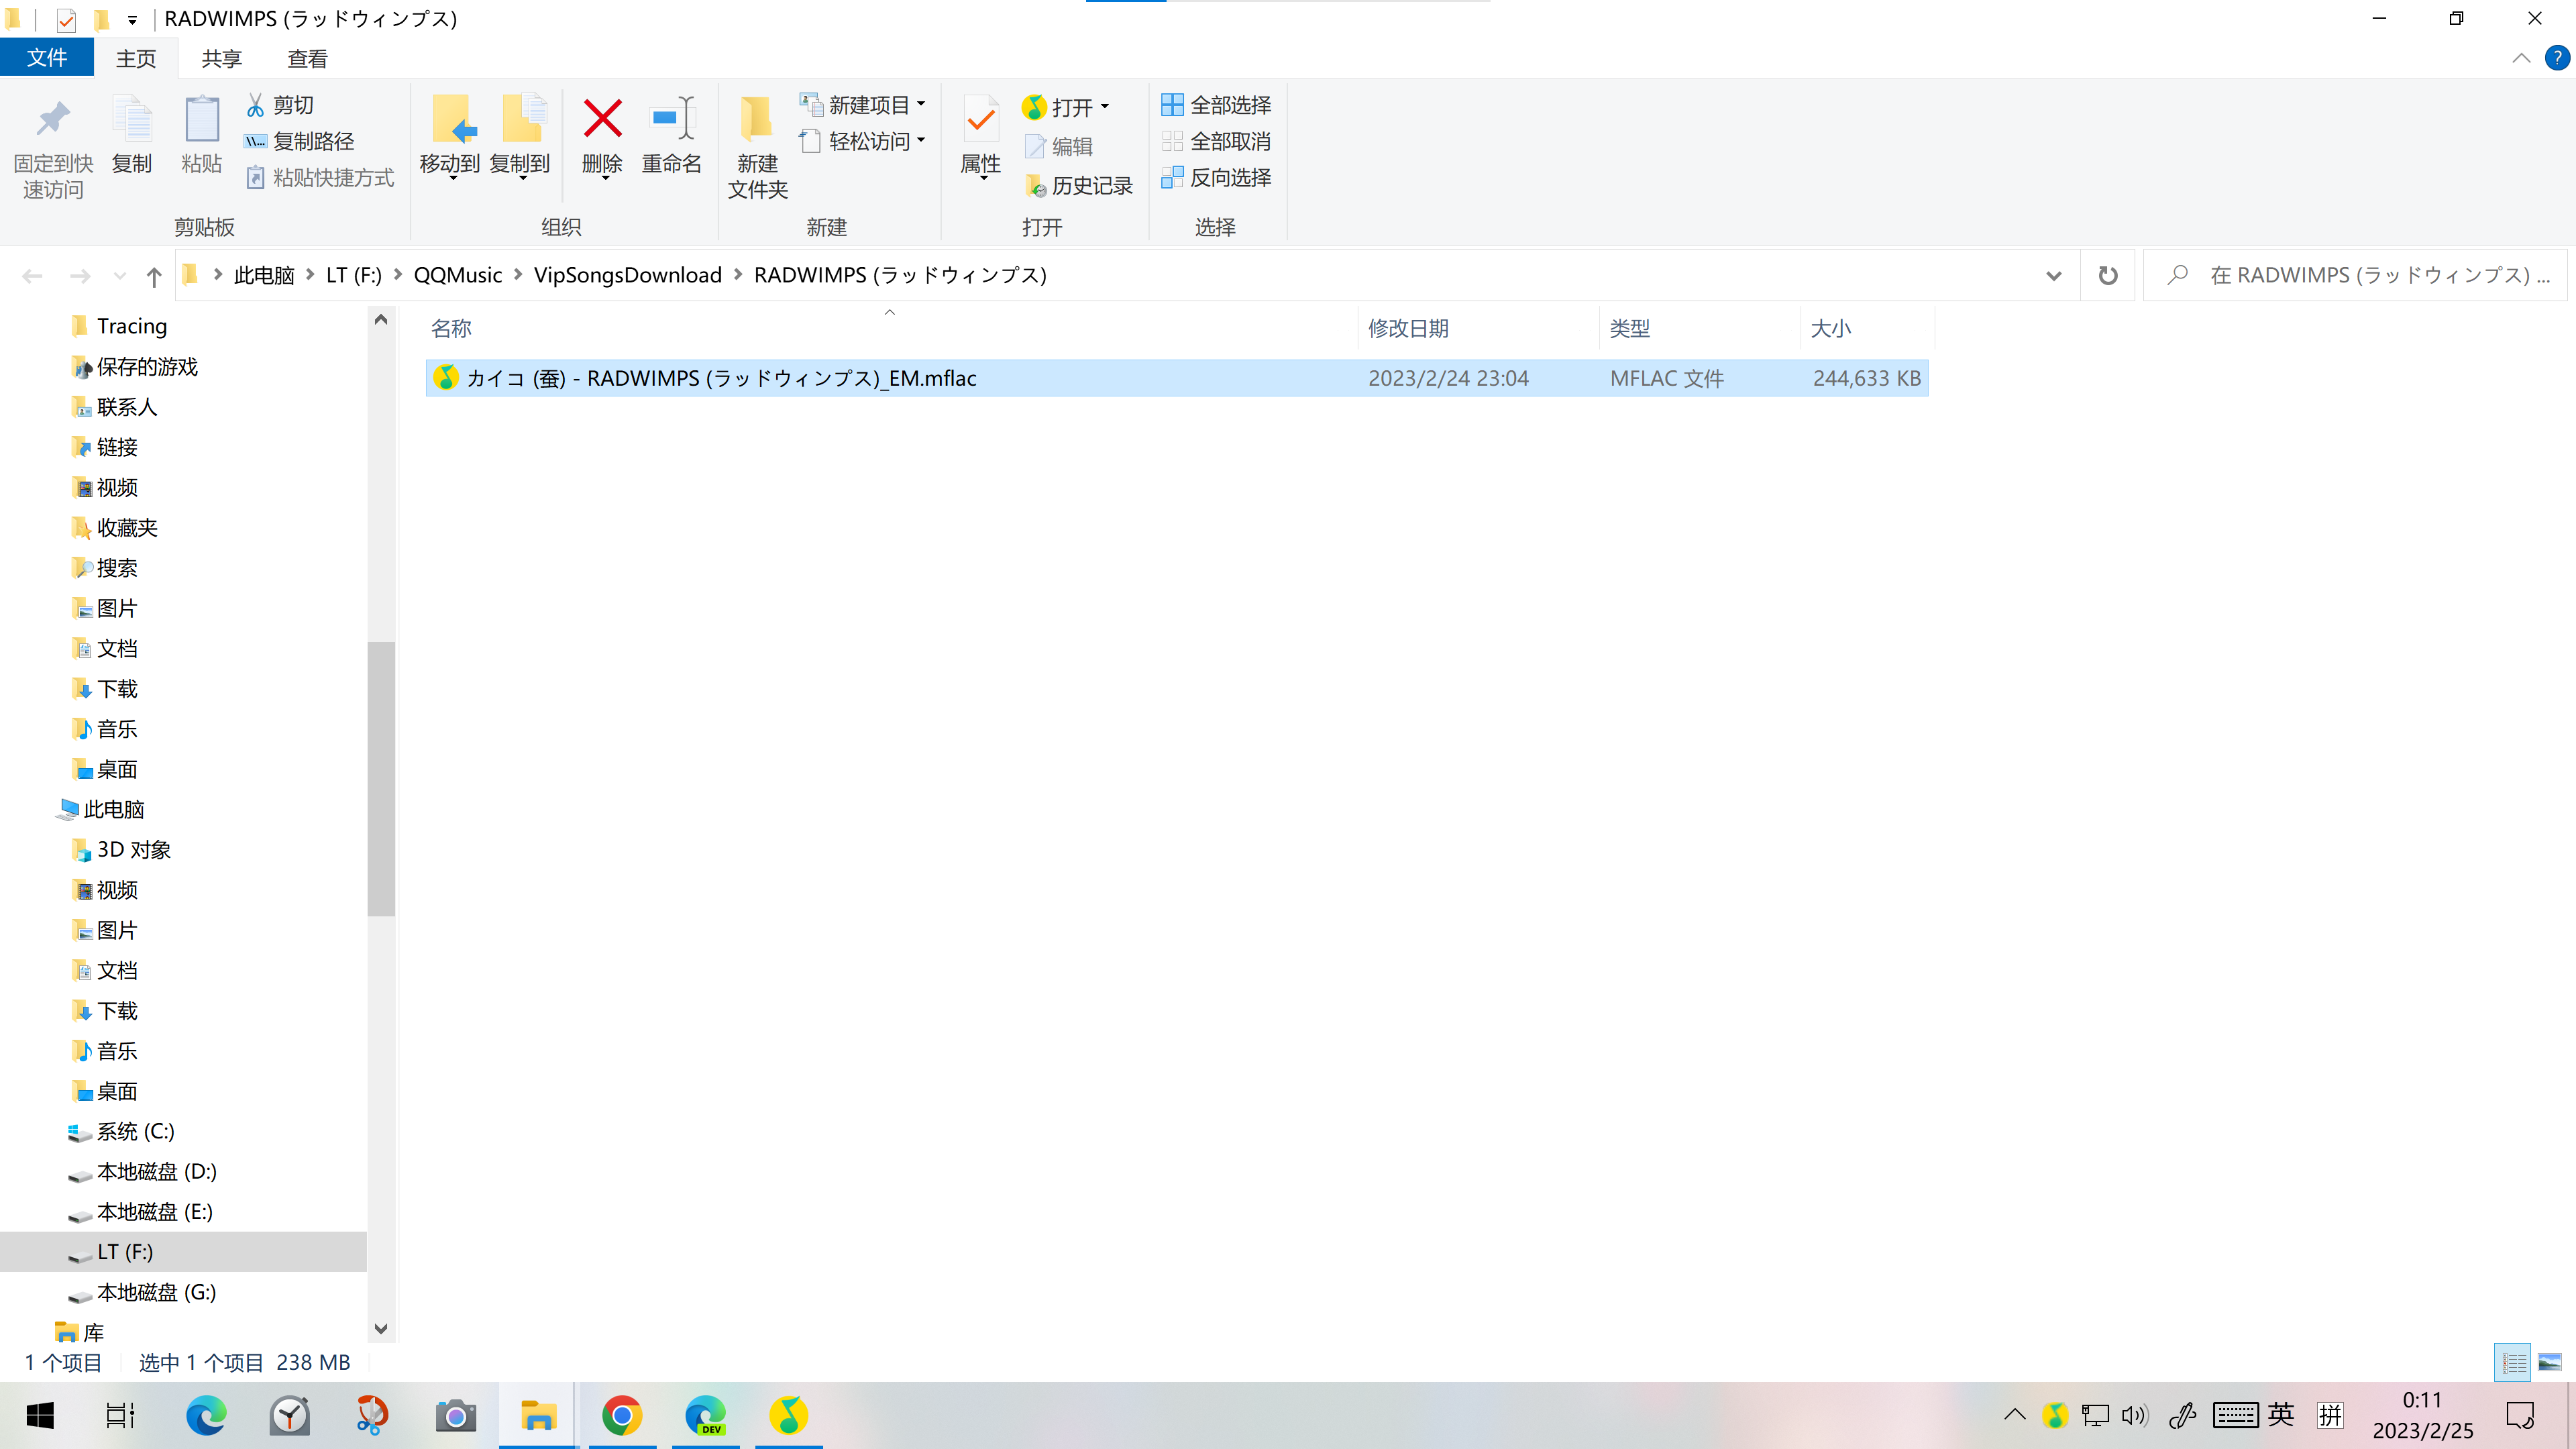 RADWIMPS (ラッドウィンプス)
文件
主页
共享
查看
?
固定到快
速访问
复制
粘贴
剪切
复制路径
粘贴快捷方式
剪贴板
移动到
复制到
删除
重命名
组织
新建
文件夹
新建项目
轻松访问
新建
属性
打开
编辑
历史记录
打开
全部选择
全部取消
反向选择
选择
此电脑
LT (F:)
QQMusic
VipSongsDownload
RADWIMPS (ラッドウィンプス)
在 RADWIMPS (ラッドウィンプス) ...
名称
修改日期
类型
大小
カイコ (蚕) - RADWIMPS (ラッドウィンプス)_EM.mflac
2023/2/24 23:04
MFLAC 文件
244,633 KB
Tracing
保存的游戏
联系人
链接
视频
收藏夹
搜索
图片
文档
下载
音乐
桌面
此电脑
3D 对象
视频
图片
文档
下载
音乐
桌面
系统 (C:)
本地磁盘 (D:)
本地磁盘 (E:)
LT (F:)
本地磁盘 (G:)
库
1 个项目
选中 1 个项目 238 MB
DEV
英
拼
0:11
2023/2/25